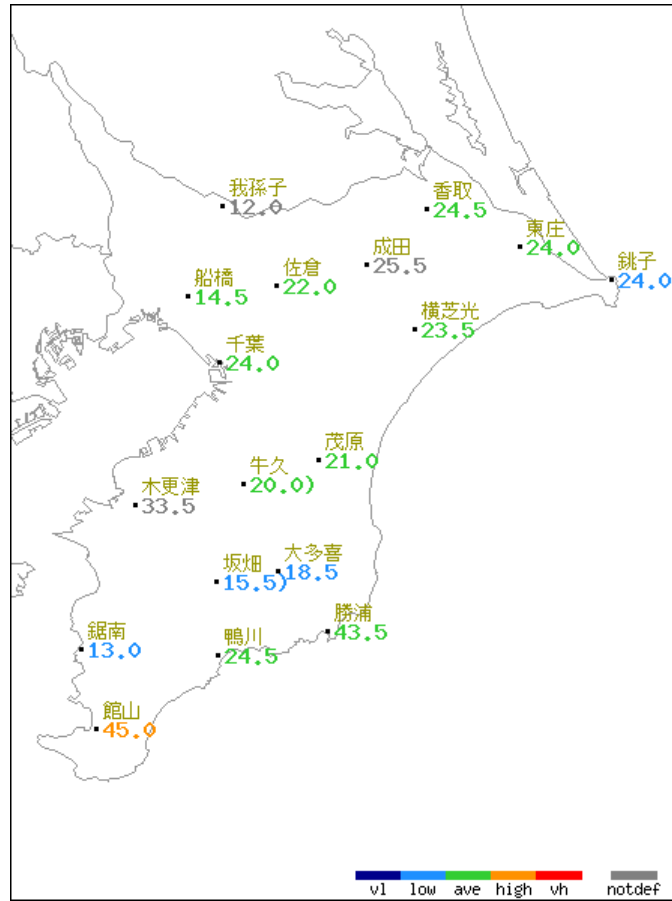 我孫子
12.0
香取
24.5
東庄
24.0
成田
25.5
銚子
24.0
佐倉
22.0
船橋
14.5
横芝光
23.5
千葉
24.0
茂原
21.0
牛久
20.0)
木更津
33.5
大多喜
18.5
坂畑
15.5)
勝浦
43.5
鋸南
13.0
鴨川
24.5
館山
45.0
vl low ave high vh notdef